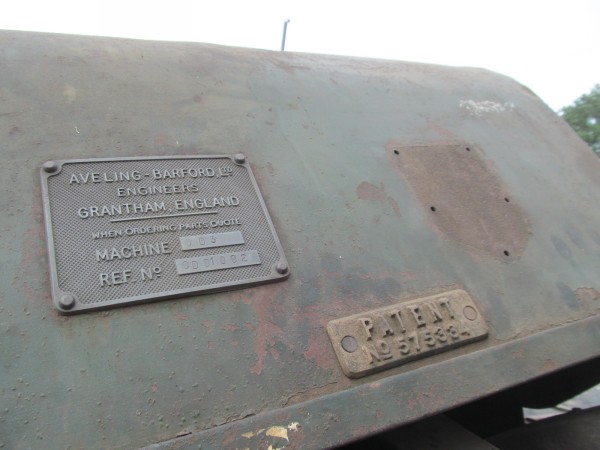 AVELING-BARFORD, LTD
ENGINEERS
GRANTHAM, ENGLAND
WHEN ORDERING PARTS QUOTE
MACHINE
REF. No
PATENT
No 575334